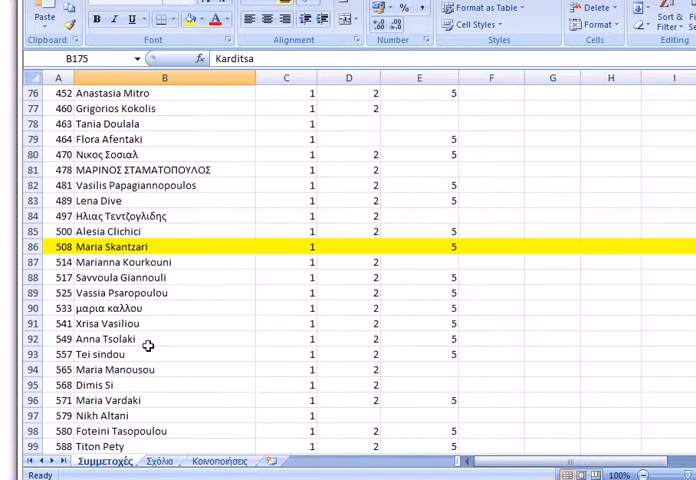 Paste
B I U
A
%
Format as Table
Cell Styles
Format
Sort &
Filter
Clipboard Font Alignment Number Styles Cells
B175 fx Karditsa
A B C D E F G H I
76 452 Anastasia Mitro 1 2 5
77 460 Grigorios Kokolis 1 2
78 463 Tania Doulala 1
79 464 Flora Afentaki 1 5
80 470 Νικος Σοσιαλ 1 2 5
81 478 ΜΑΡΙΝΟΣ ΣΤΑΜΑΤΟΠΟΥΛΟΣ 1 2
82 481 Vasilis Papagiannopoulos 1 2 5
83 489 Lena Dive 1 2 5
84 497 Ηλιας Τεντζογλιδης 1 2
85 500 Alesia Clichici 1 2 5
86 508 Maria Skantzari 1 5
87 514 Marianna Kourkouni 1 2
88 517 Savvoula Giannouli 1 2 5
89 525 Vassia Psaropoulou 1 2 5
90 533 μαρια καλλου 1 2 5
91 541 Xrisa Vasiliou 1 2 5
92 549 Anna Tsolaki 1 2 5
93 557 Tei sindou 1 2 5
94 565 Maria Manousou 1 2
95 568 Dimis Si 1 2
96 571 Maria Vardaki 1 2 5
97 579 Nikh Altani 1
98 580 Foteini Tasopoulou 1 2 5
99 588 Titon Pety 1 2 5
Συμμετοχές Σχόλια Κοινοποιήσεις
Ready 100%